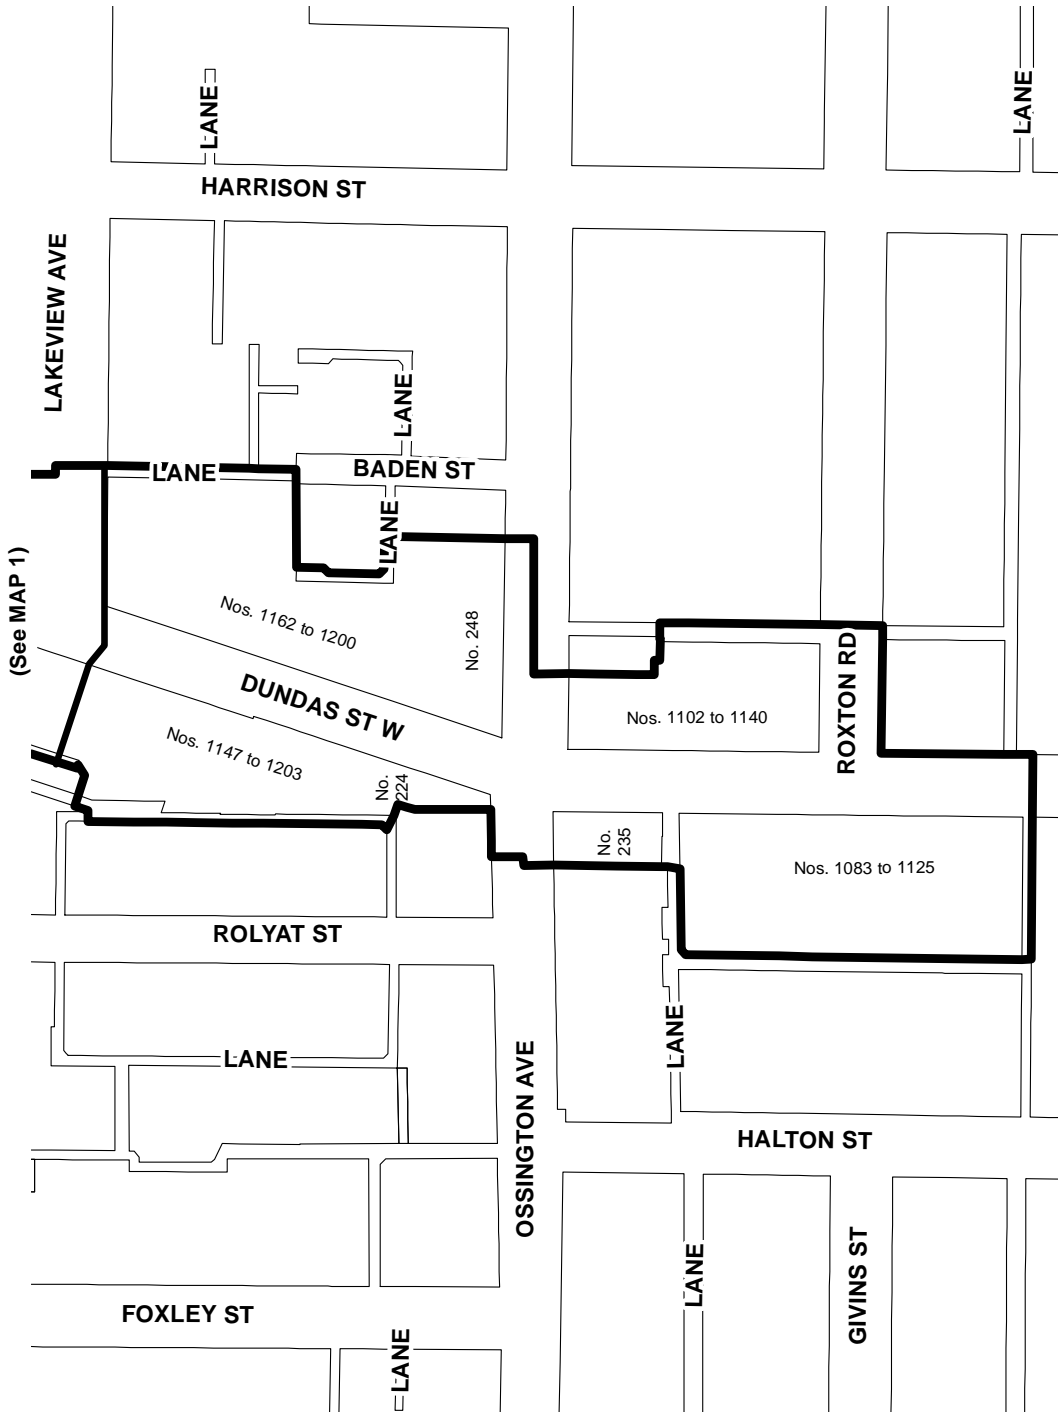 LANE
LANE
HARRISON ST
LAKEVIEW AVE
LANE
LANE
BADEN ST
LANE
(See MAP 1)
Nos. 1162 to 1200
No. 248
DUNDAS ST W
Nos. 1102 to 1140
ROXTON RD
Nos. 1147 to 1203
No.
224
No.
235
Nos. 1083 to 1125
ROLYAT ST
LANE
LANE
OSSINGTON AVE
HALTON ST
LANE
GIVINS ST
FOXLEY ST
LANE